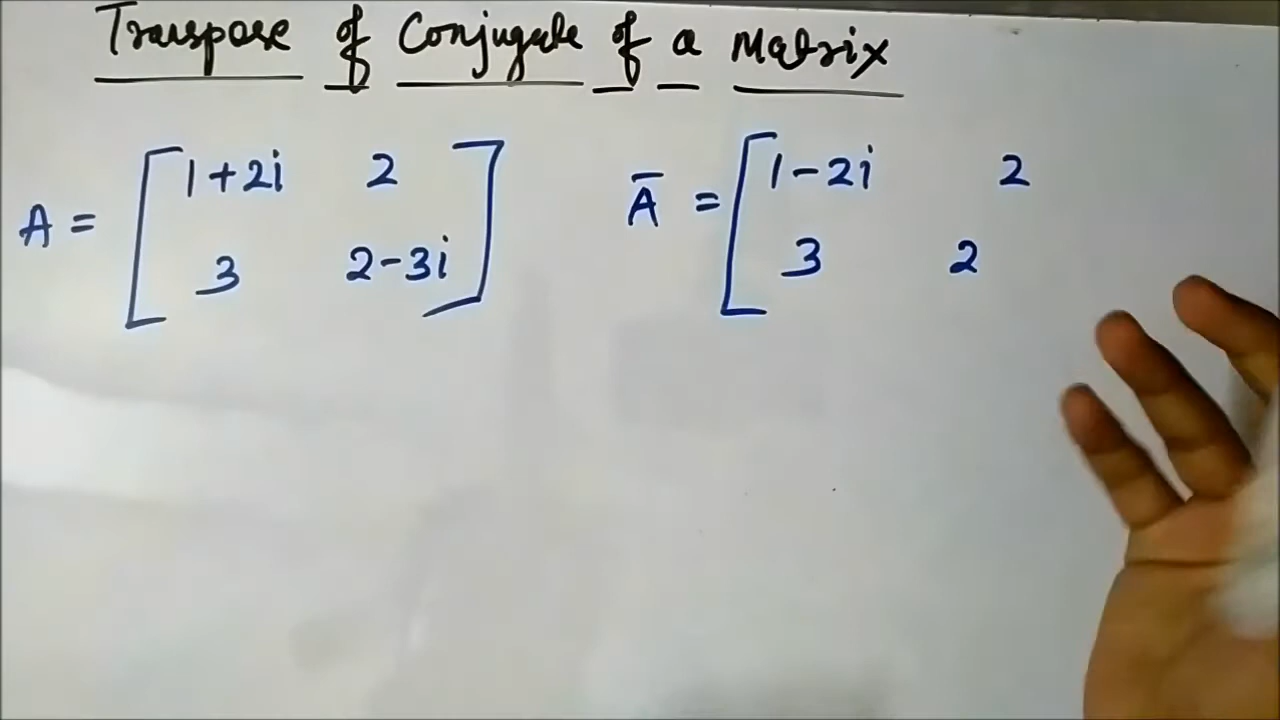 Transpose of Conjugate of a Matrix
A = [ 1+2i 2 Ā = [ 1-2i 2
3 2-3i ] 3 2